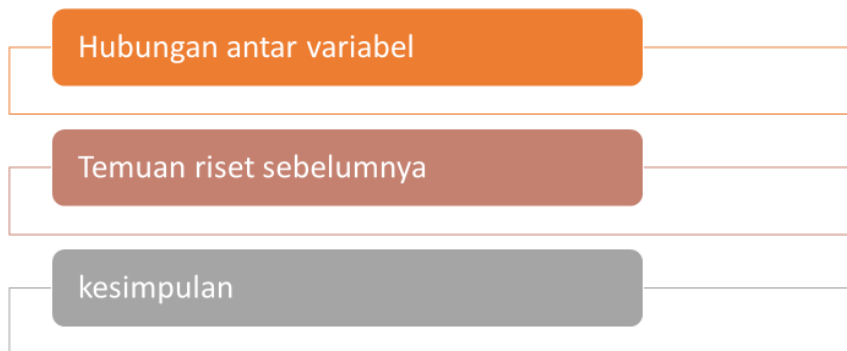 Hubungan antar variabel
Temuan riset sebelumnya
kesimpulan